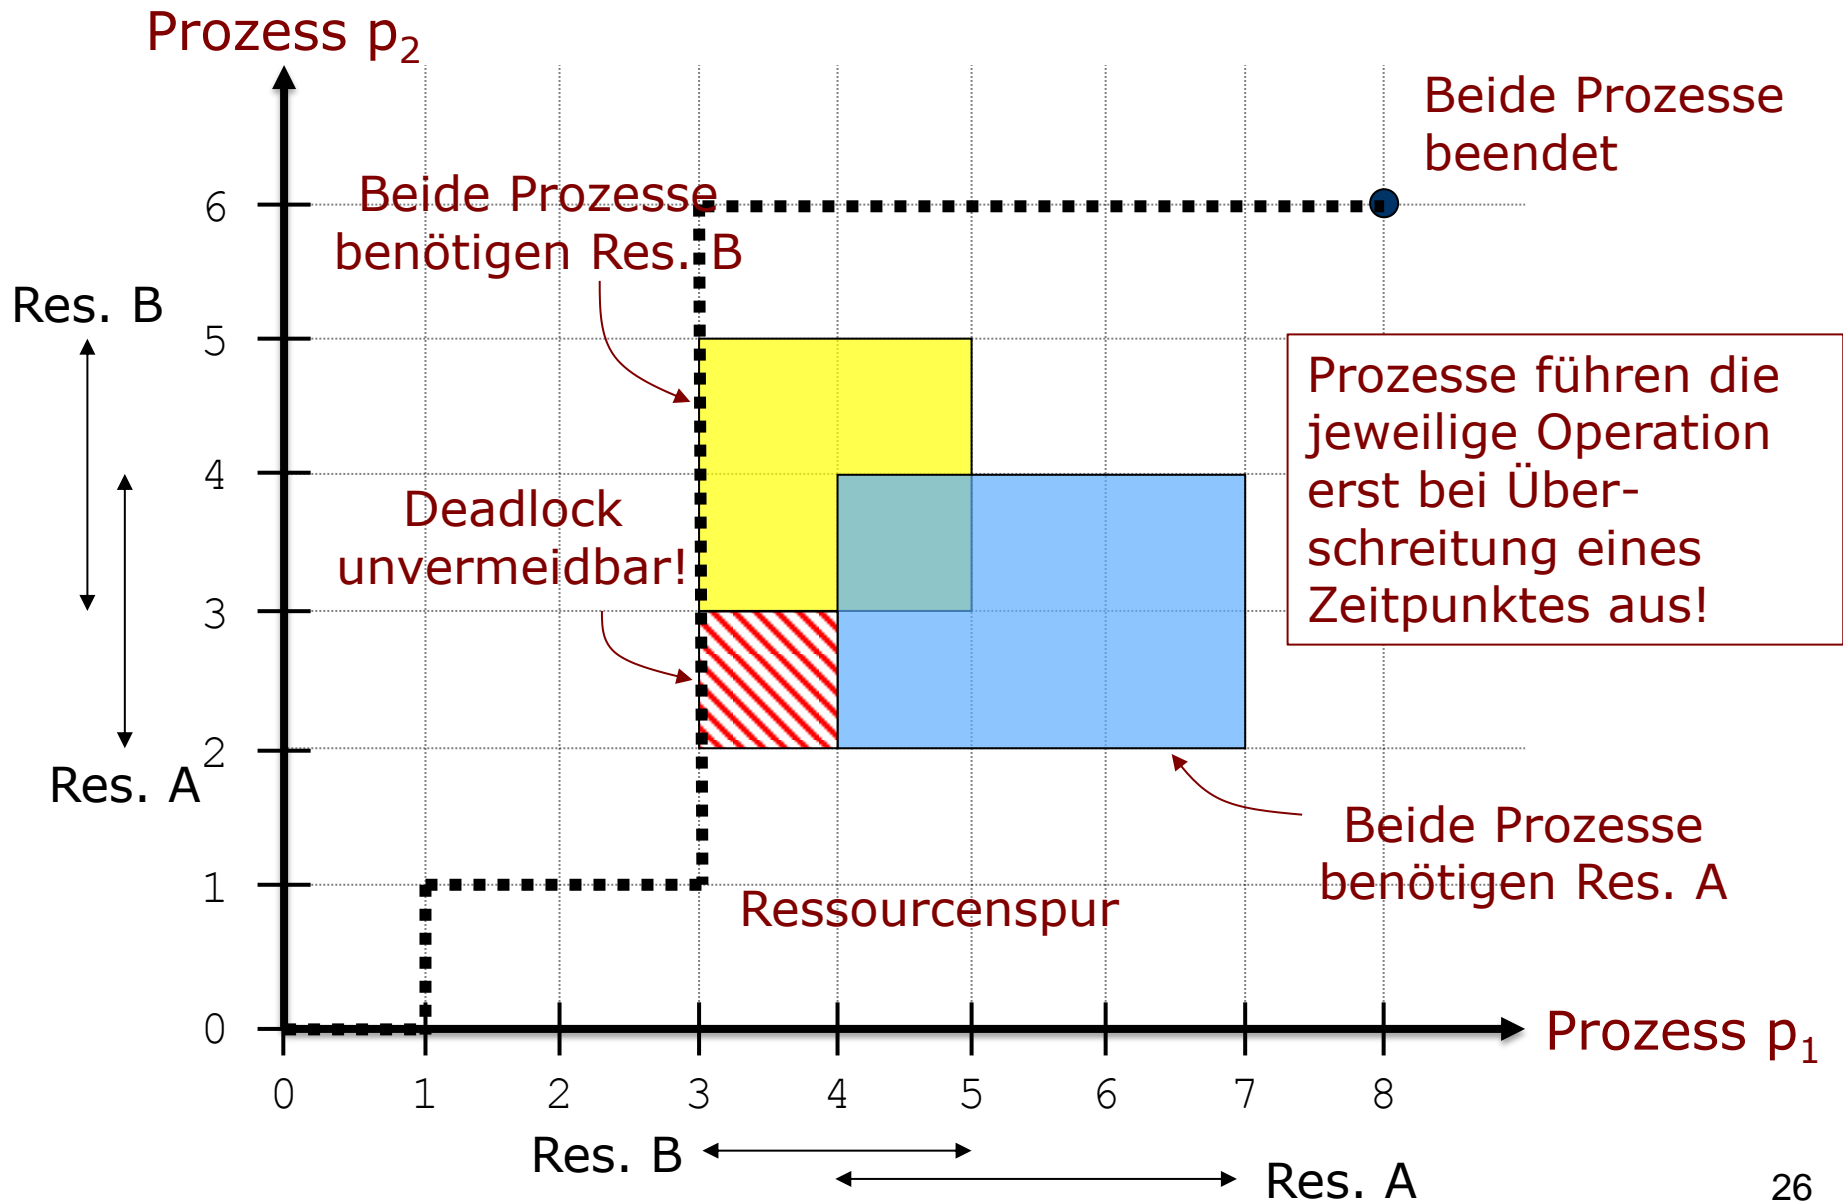 Prozess p₂
Beide Prozesse
beendet
Beide Prozesse
benötigen Res. B
6
Res. B
5
Prozesse führen die
jeweilige Operation
erst bei Über-
schreitung eines
Zeitpunktes aus!
4
Deadlock
unvermeidbar!
3
2
Res. A
Beide Prozesse
benötigen Res. A
1
Ressourcenspur
0
Prozess p₁
0 1 2 3 4 5 6 7 8
Res. B
Res. A
26